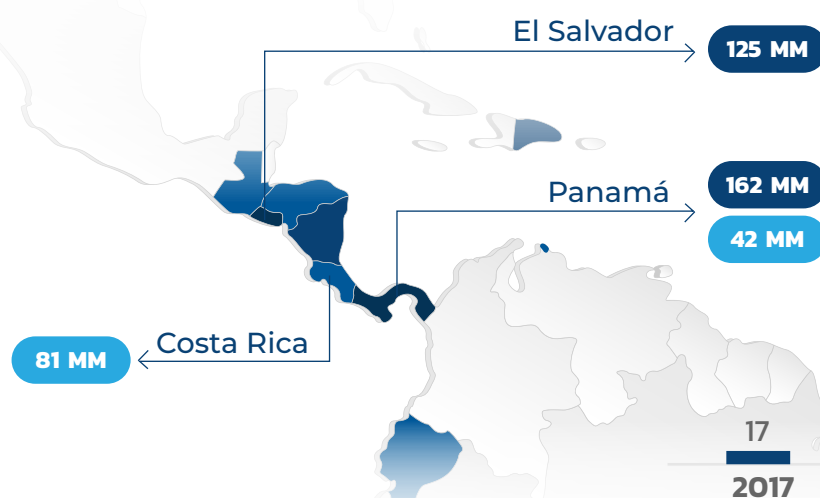 El Salvador
125 MM
Panamá
162 MM
42 MM
Costa Rica
81 MM
17
2017